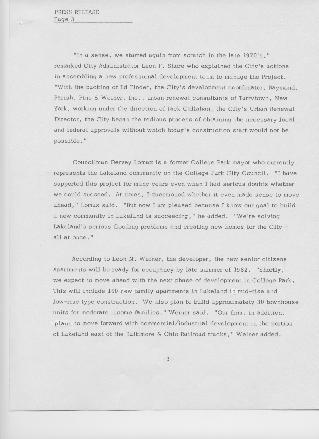 PRESS RELEASE
Page 3
"In a sense, we started again from scratch in the late 1970's,"
remarked City Administrator Leon F. Shore who explained the City's actions
in assembling a new professional development team to manage the Project.
"With the backing of Ed Finder, the City's development coordinator, Raymond,
Parish, Pine & Weiner, Inc., urban renewal consultants of Tarrytown, New
York, working under the direction of Jack Callahan, the City's Urban Renewal
Director, the City began the tedious process of obtaining the necessary local
and federal approvals without which today's construction start would not be
possible."
Councilman Dervey Lomax is a former College Park mayor who currently
represents the Lakeland community on the College Park City Council. "I have
supported this project for many years even when I had serious doubts whether
we could succeed. At times, I questioned whether it even made sense to move
ahead," Lomax said. "But now I am pleased because I know our goal to build
a new community in Lakeland is succeeding," he added. "We're solving
Lakeland's serious flooding problems and creating new homes for the City -
all at once."
According to Leon N. Weiner, the developer, the new senior citizens
apartments will be ready for occupancy by late summer of 1982. "Shortly,
we expect to move ahead with the next phase of development in College Park.
This will include new family apartments in Lakeland in mid-rise and
low-rise type construction. We also plan to build approximately townhouse
units for moderate income families," Weiner said. "Our firm, in addition,
plans to move forward with commercial/industrial development in the portion
of Lakeland east of the Baltimore & Ohio Railroad tracks," Weiner added.